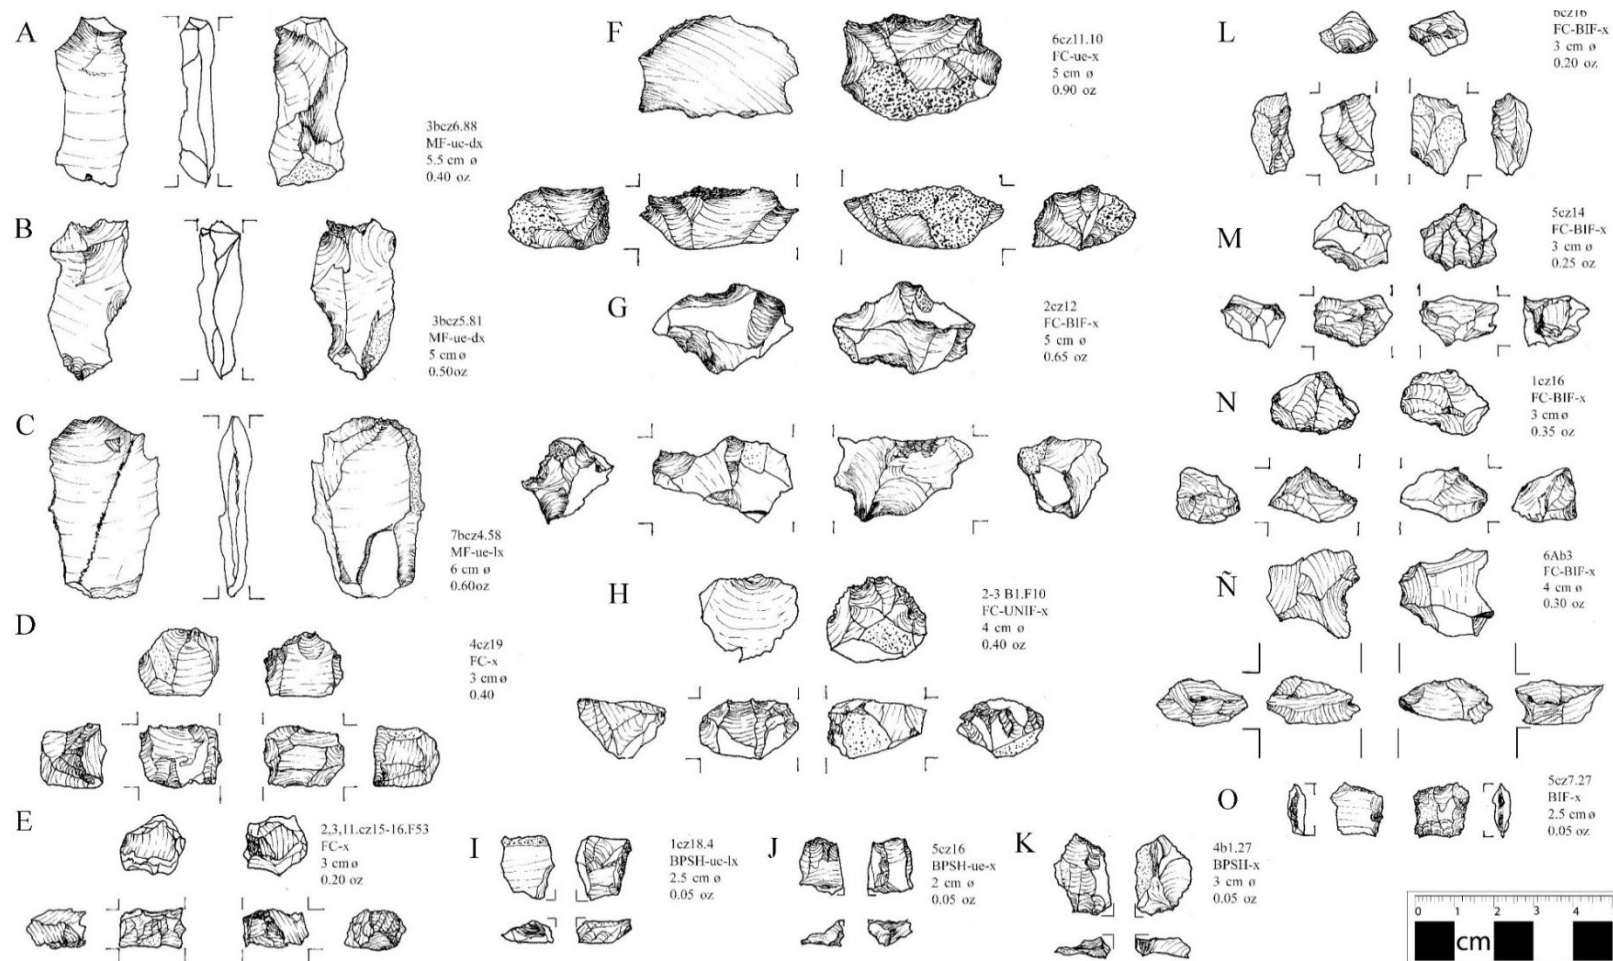 A
3bcz6.88
MF-ue-dx
5.5 cm ø
0.40 oz
B
3bcz5.81
MF-ue-dx
5 cm ø
0.50oz
C
7bcz4.58
MF-ue-lx
6 cm ø
0.60oz
D
4cz19
FC-x
3 cm ø
0.40
E
2,3,11.cz15-16.F53
FC-x
3 cm ø
0.20 oz
F
6cz11.10
FC-ue-x
5 cm ø
0.90 oz
G
2cz12
FC-BIF-x
5 cm ø
0.65 oz
H
2-3 B1.F10
FC-UNIF-x
4 cm ø
0.40 oz
I
1cz18.4
BPSH-ue-lx
2.5 cm ø
0.05 oz
J
5cz16
BPSH-ue-x
2 cm ø
0.05 oz
K
4b1.27
BPSH-x
3 cm ø
0.05 oz
L
6cz16
FC-BIF-x
3 cm ø
0.20 oz
M
5cz14
FC-BIF-x
3 cm ø
0.25 oz
N
1cz16
FC-BIF-x
3 cm ø
0.35 oz
Ñ
6Ab3
FC-BIF-x
4 cm ø
0.30 oz
O
5cz7.27
BIF-x
2.5 cm ø
0.05 oz
0 1 2 3 4
cm